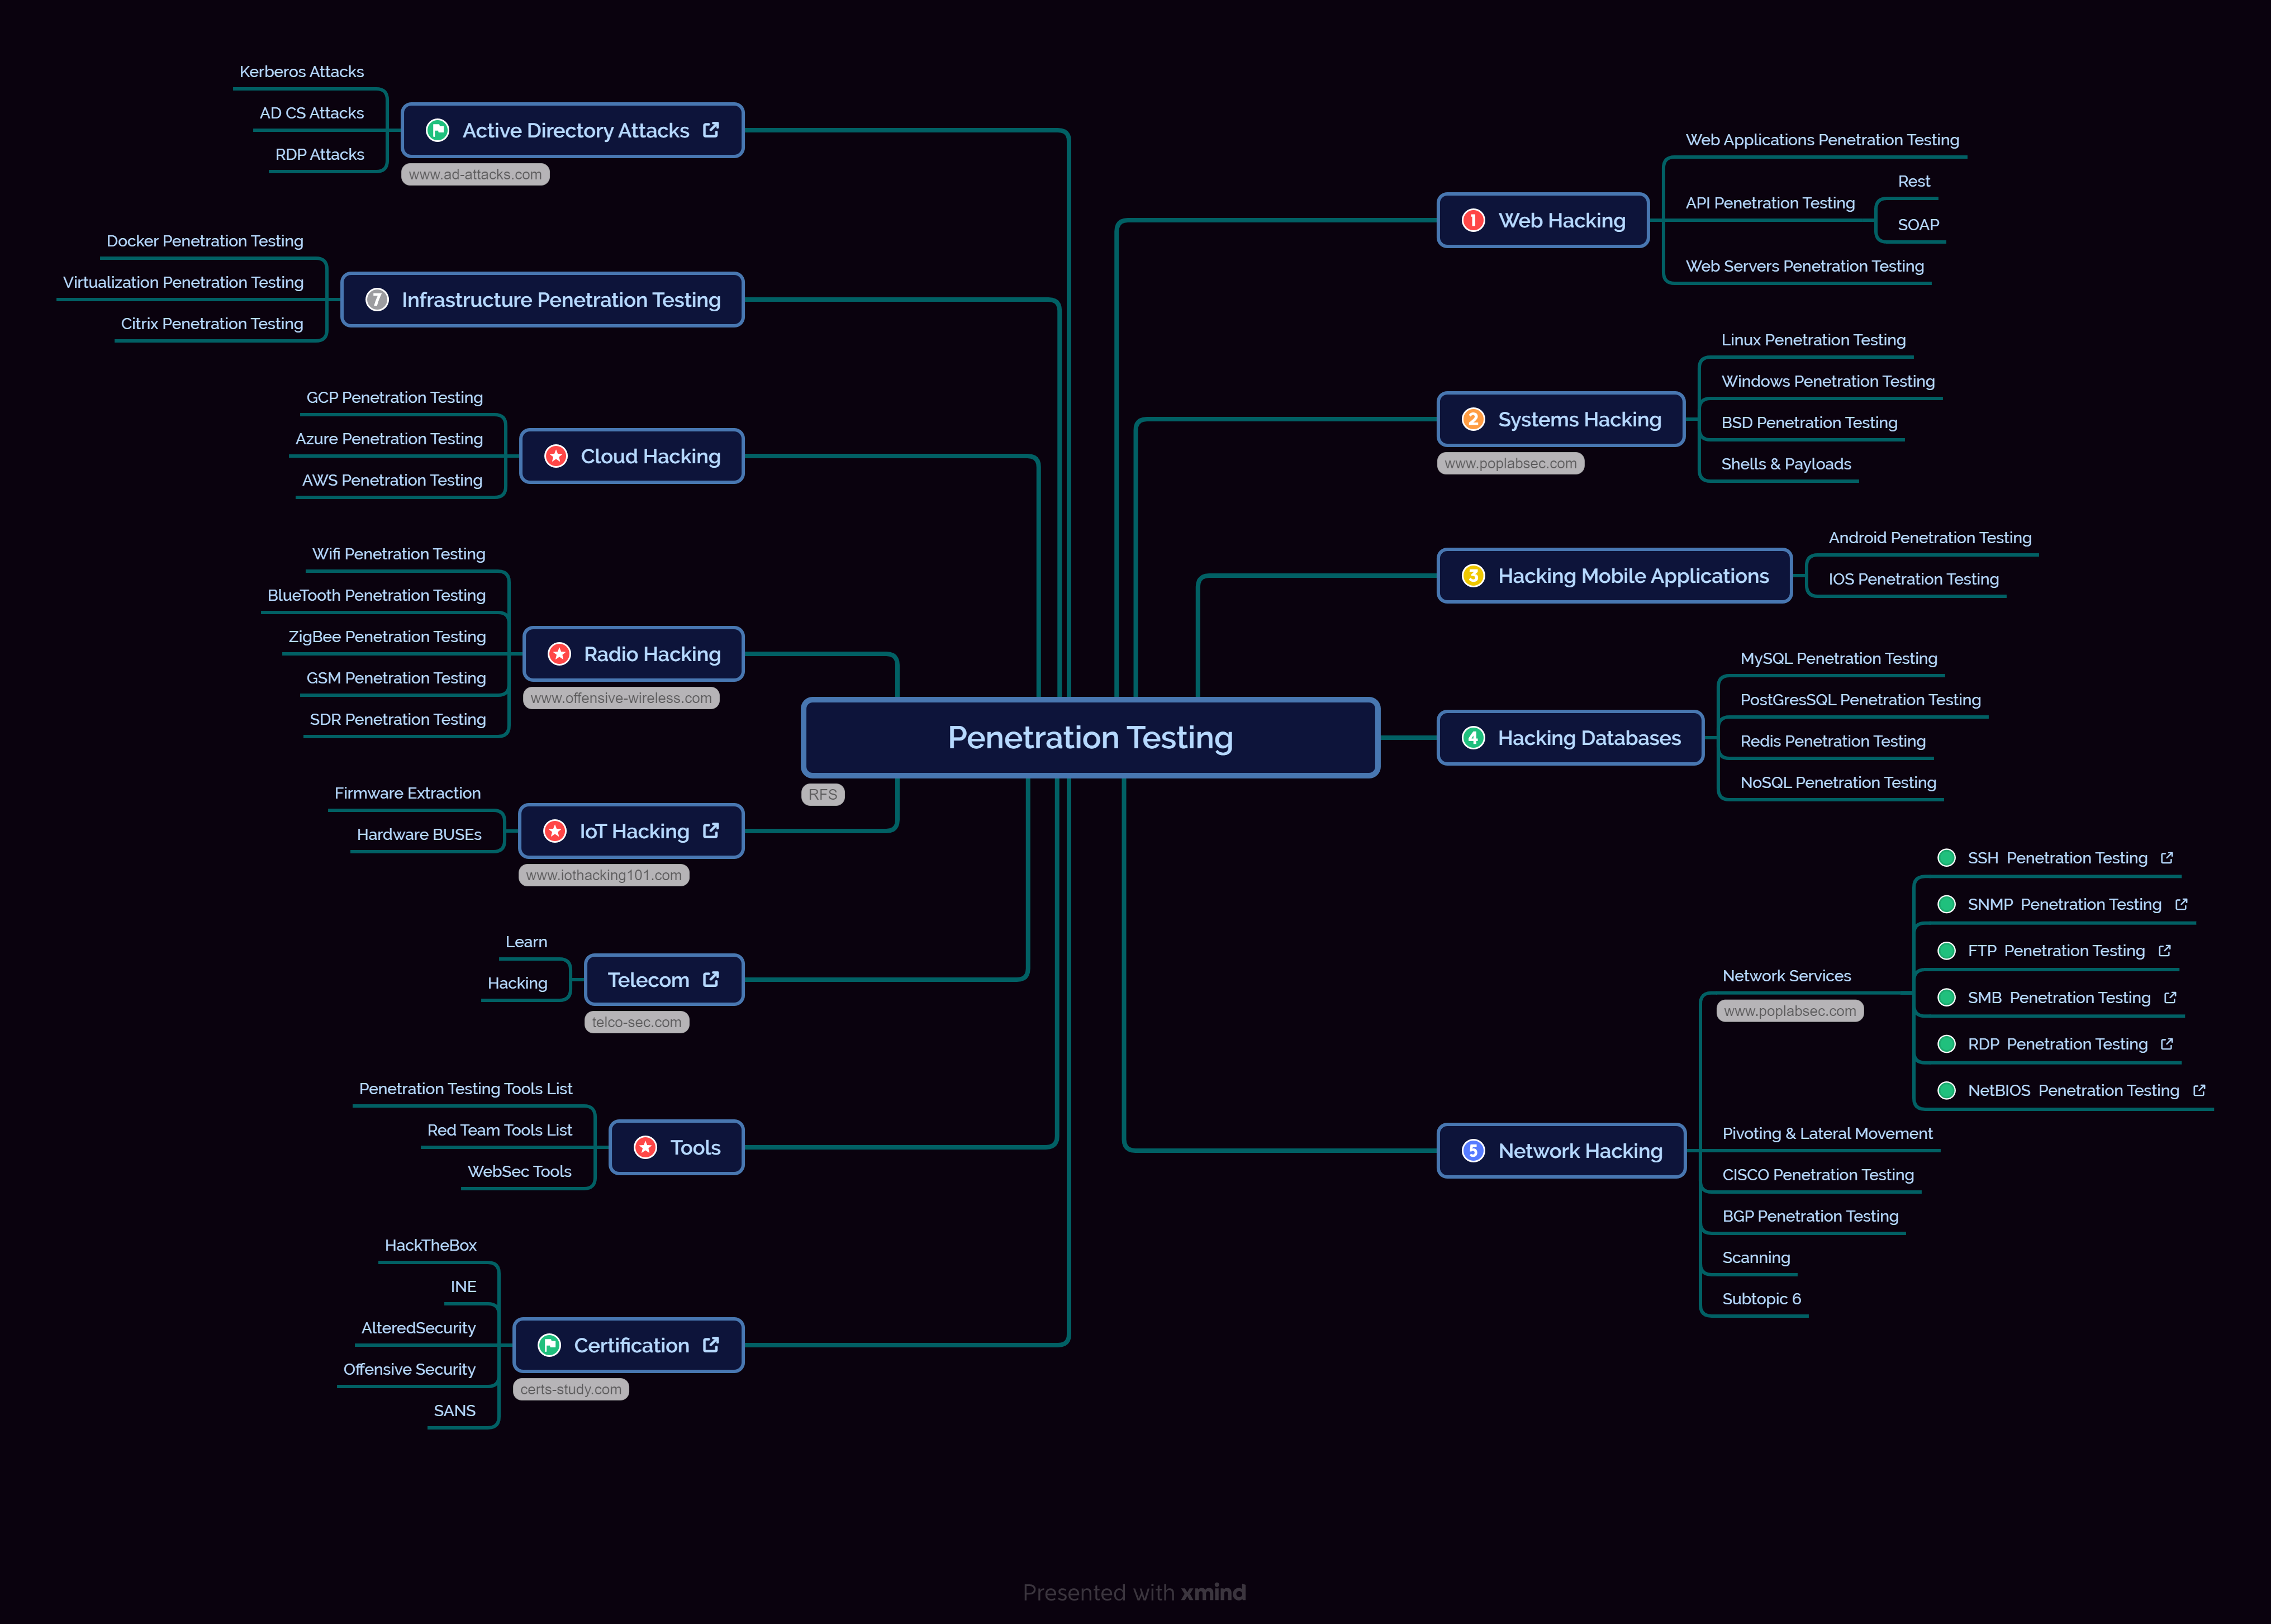 Penetration Testing
RFS
1 Web Hacking
Web Applications Penetration Testing
API Penetration Testing
Rest
SOAP
Web Servers Penetration Testing
2 Systems Hacking
www.poplabsec.com
Linux Penetration Testing
Windows Penetration Testing
BSD Penetration Testing
Shells & Payloads
3 Hacking Mobile Applications
Android Penetration Testing
IOS Penetration Testing
4 Hacking Databases
MySQL Penetration Testing
PostGresSQL Penetration Testing
Redis Penetration Testing
NoSQL Penetration Testing
5 Network Hacking
Network Services
www.poplabsec.com
SSH  Penetration Testing
SNMP  Penetration Testing
FTP  Penetration Testing
SMB  Penetration Testing
RDP  Penetration Testing
NetBIOS  Penetration Testing
Pivoting & Lateral Movement
CISCO Penetration Testing
BGP Penetration Testing
Scanning
Subtopic 6
Active Directory Attacks
www.ad-attacks.com
Kerberos Attacks
AD CS Attacks
RDP Attacks
7 Infrastructure Penetration Testing
Docker Penetration Testing
Virtualization Penetration Testing
Citrix Penetration Testing
Cloud Hacking
GCP Penetration Testing
Azure Penetration Testing
AWS Penetration Testing
Radio Hacking
www.offensive-wireless.com
Wifi Penetration Testing
BlueTooth Penetration Testing
ZigBee Penetration Testing
GSM Penetration Testing
SDR Penetration Testing
IoT Hacking
www.iothacking101.com
Firmware Extraction
Hardware BUSEs
Telecom
telco-sec.com
Learn
Hacking
Tools
Penetration Testing Tools List
Red Team Tools List
WebSec Tools
Certification
certs-study.com
HackTheBox
INE
AlteredSecurity
Offensive Security
SANS
Presented with xmind